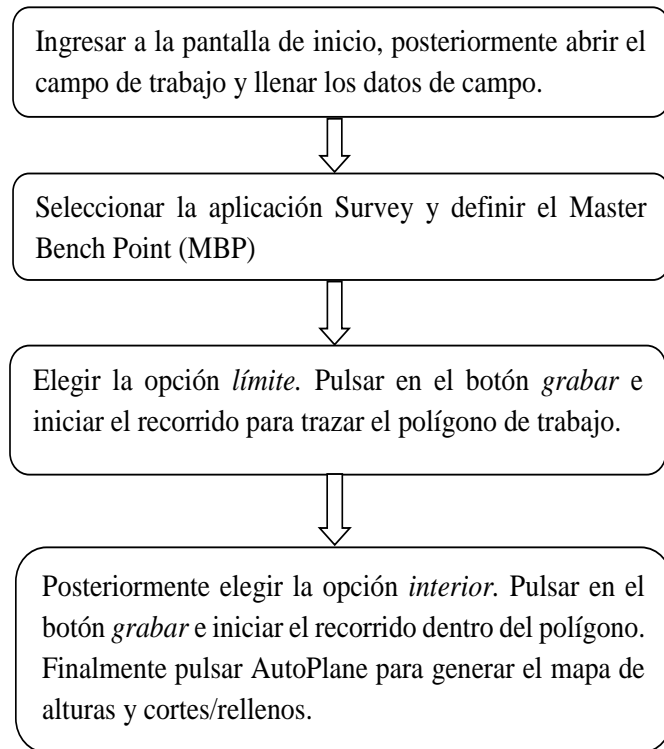 Ingresar a la pantalla de inicio, posteriormente abrir el
campo de trabajo y llenar los datos de campo.
Seleccionar la aplicación Survey y definir el Master
Bench Point (MBP)
Elegir la opción límite. Pulsar en el botón grabar e
iniciar el recorrido para trazar el polígono de trabajo.
Posteriormente elegir la opción interior. Pulsar en el
botón grabar e iniciar el recorrido dentro del polígono.
Finalmente pulsar AutoPlane para generar el mapa de
alturas y cortes/rellenos.